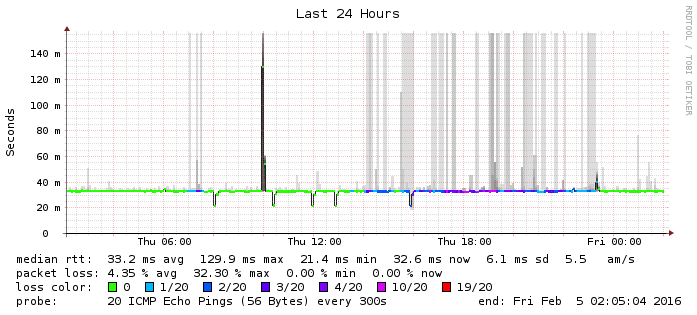 Last 24 Hours
RRDTOOL / TOBI OETIKER
Seconds
140 m
120 m
100 m
80 m
60 m
40 m
20 m
0
Thu 06:00 Thu 12:00 Thu 18:00 Fri 00:00
median rtt: 33.2 ms avg 129.9 ms max 21.4 ms min 32.6 ms now 6.1 ms sd 5.5 am/s
packet loss: 4.35 % avg 32.30 % max 0.00 % min 0.00 % now
loss color: 0 1/20 2/20 3/20 4/20 10/20 19/20
probe: 20 ICMP Echo Pings (56 Bytes) every 300s end: Fri Feb 5 02:05:04 2016